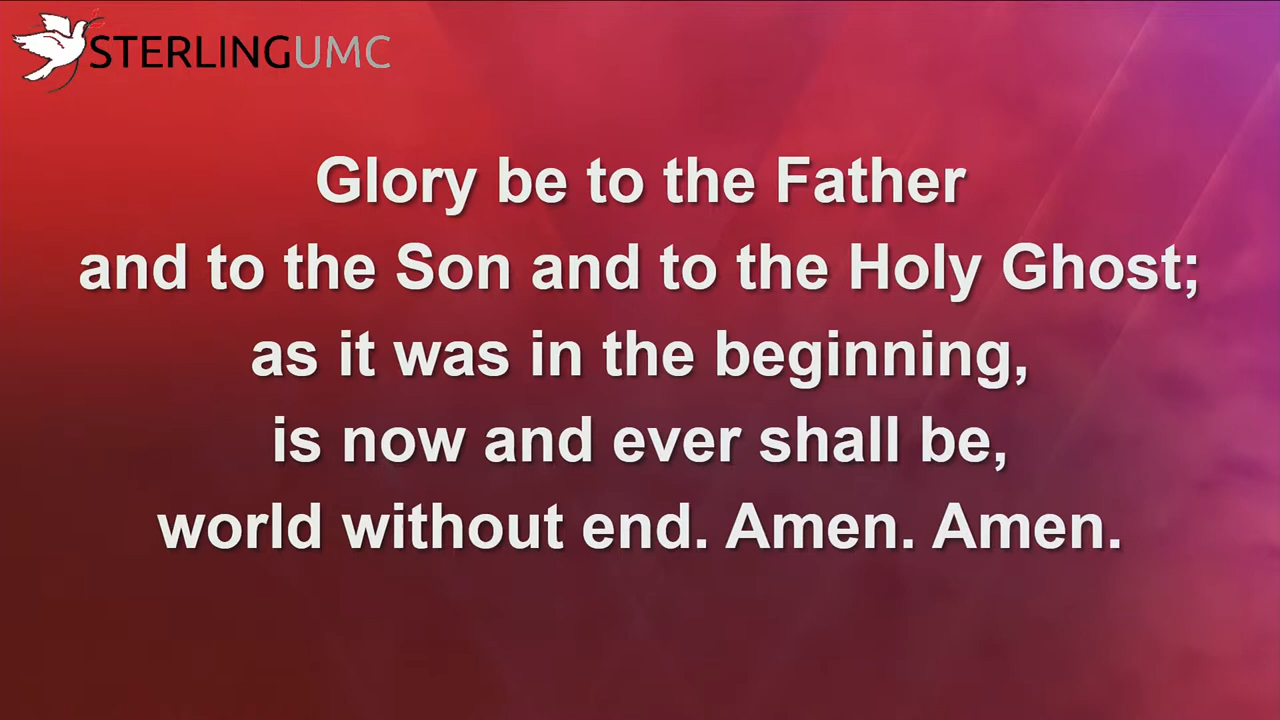 STERLINGUMC
Glory be to the Father
and to the Son and to the Holy Ghost;
as it was in the beginning,
is now and ever shall be,
world without end. Amen. Amen.